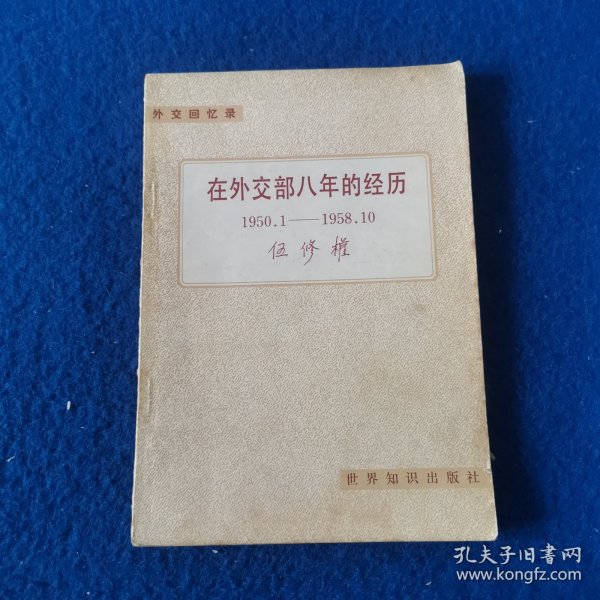 外交回忆录
在外交部八年的经历
1950.1——1958.10
伍修權
世界知识出版社
孔夫子旧书网
www.kongfz.com